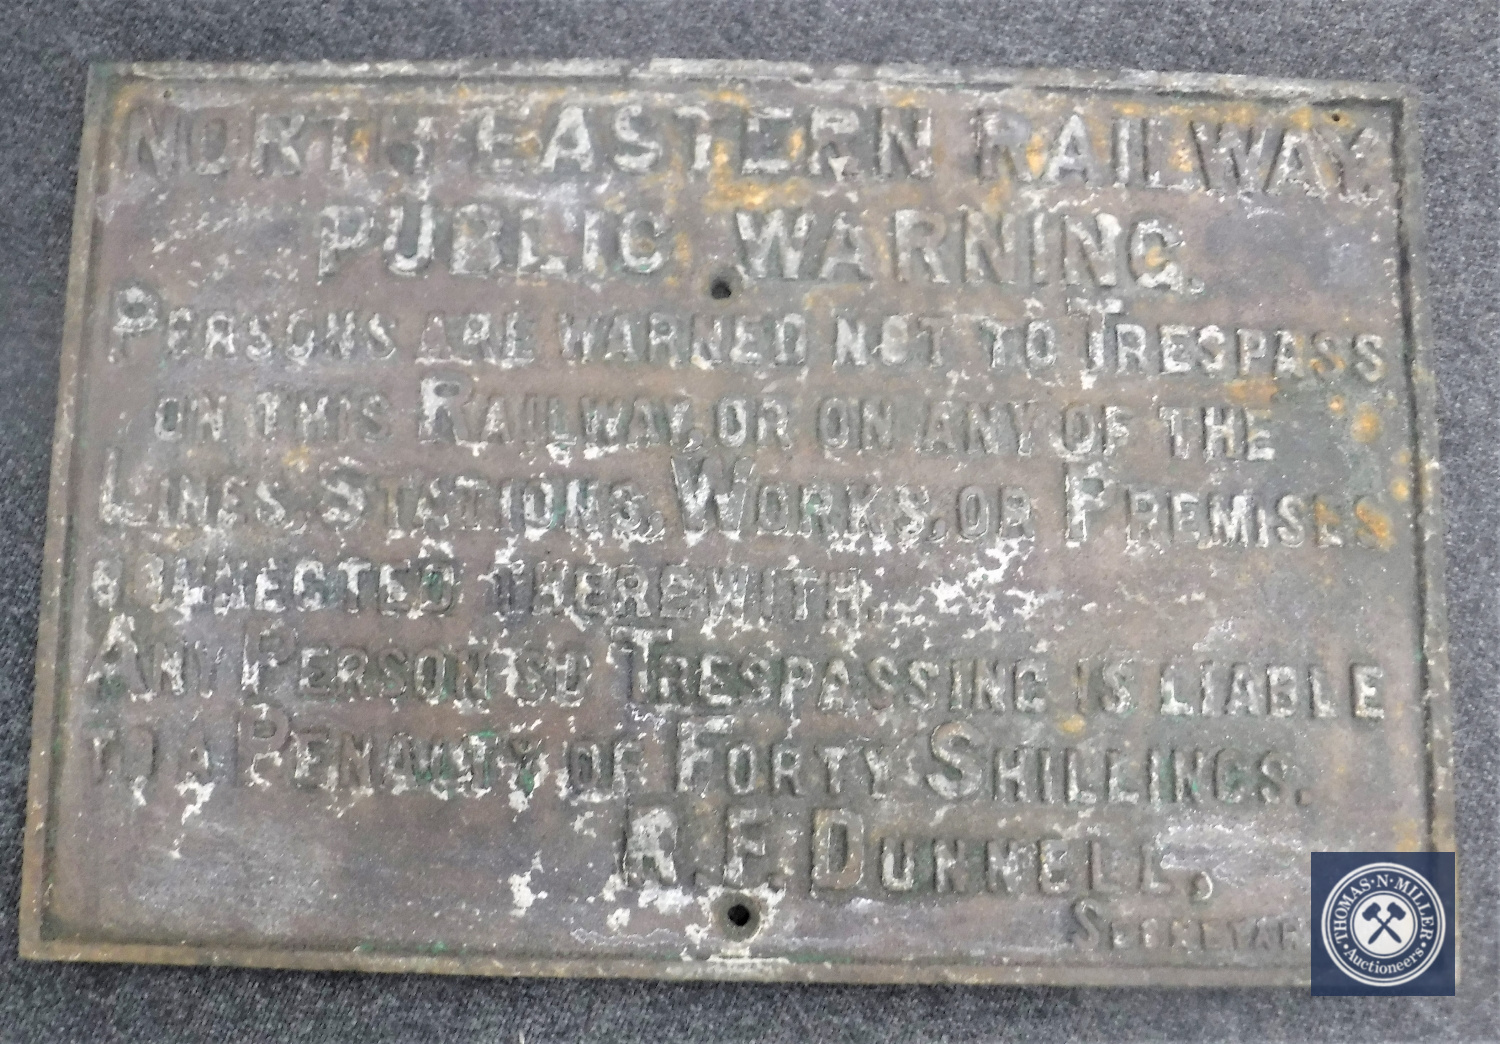 NORTH EASTERN RAILWAY.
PUBLIC WARNING.
PERSONS ARE WARNED NOT TO TRESPASS
ON THIS RAILWAY, OR ON ANY OF THE
LINES, STATIONS, WORKS, OR PREMISES
CONNECTED THEREWITH.
ANY PERSON SO TRESPASSING IS LIABLE
TO A PENALTY OF FORTY SHILLINGS.
R.F. DUNNELL,
SECRETAR
THOMAS·N·MILLER
Auctioneers